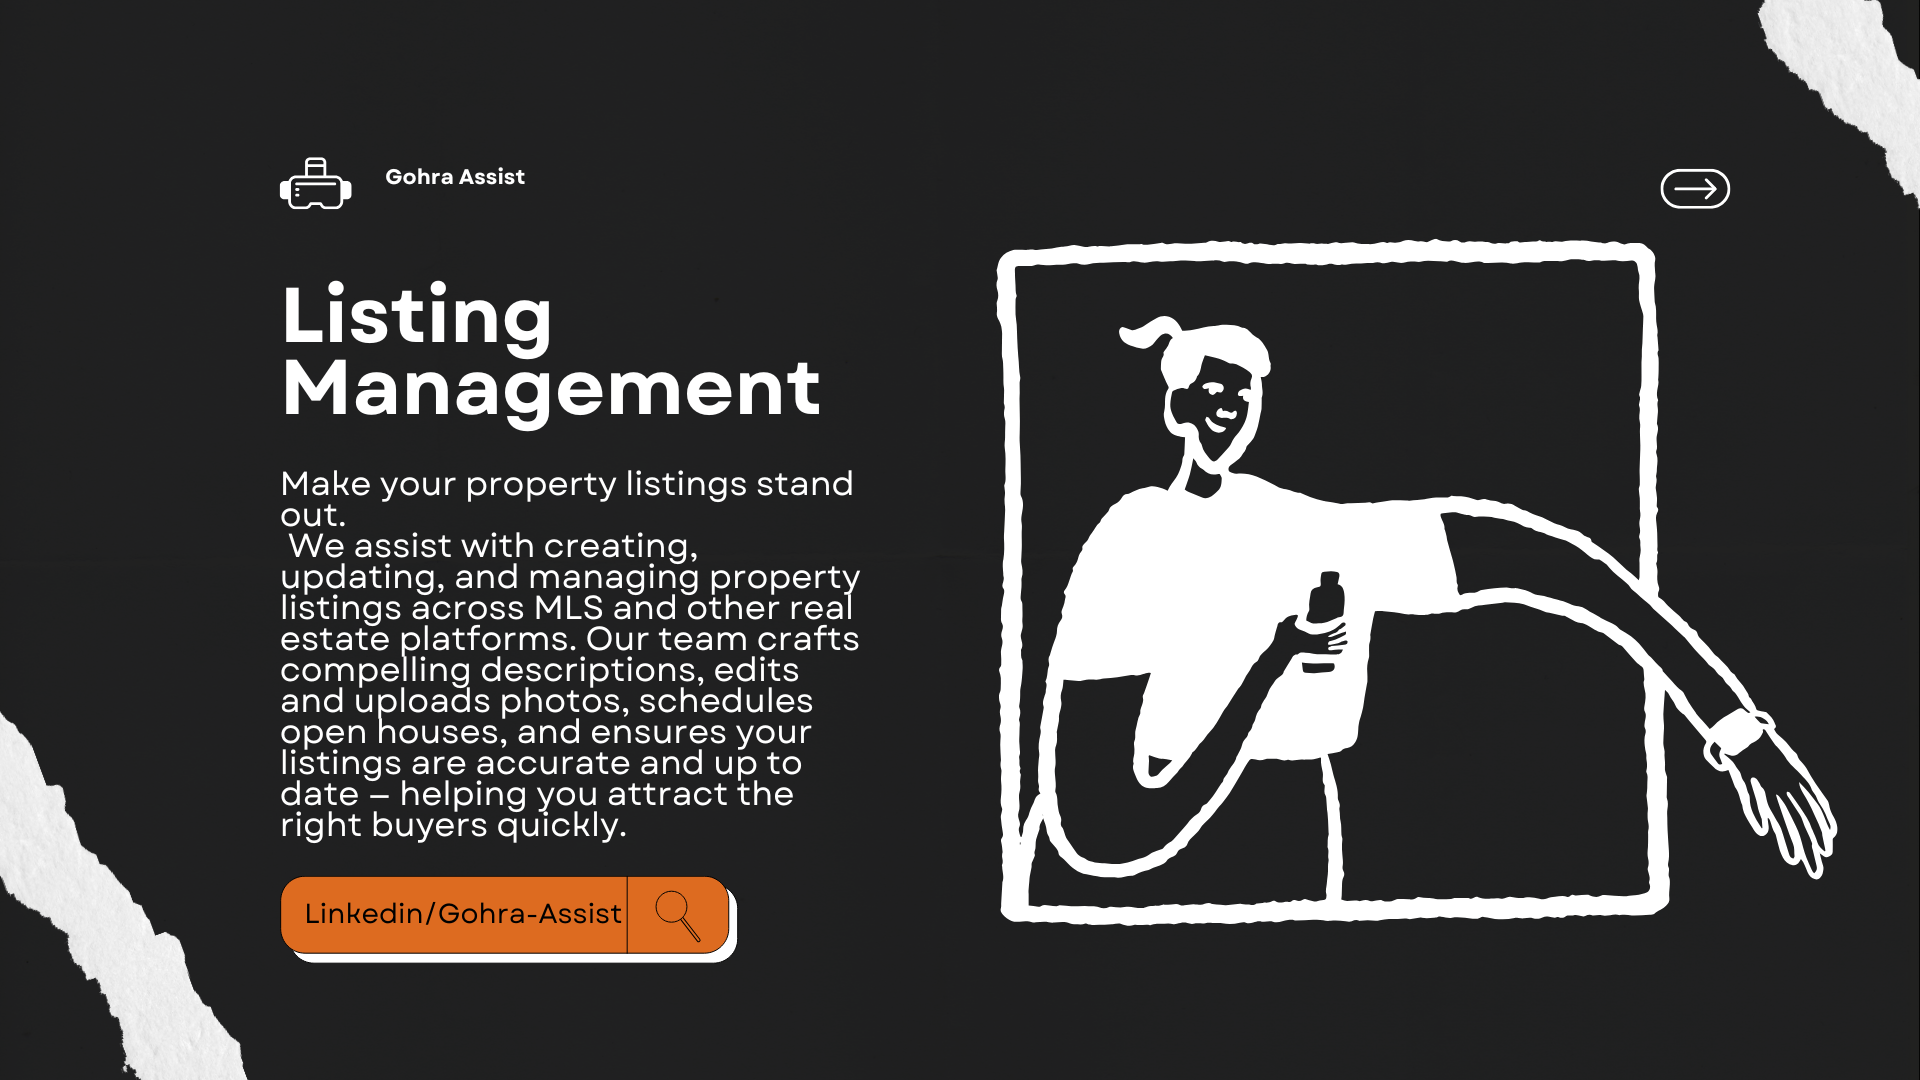 Gohra Assist
Listing
Management
Make your property listings stand
out.
We assist with creating,
updating, and managing property
listings across MLS and other real
estate platforms. Our team crafts
compelling descriptions, edits
and uploads photos, schedules
open houses, and ensures your
listings are accurate and up to
date – helping you attract the
right buyers quickly.
Linkedin/Gohra-Assist